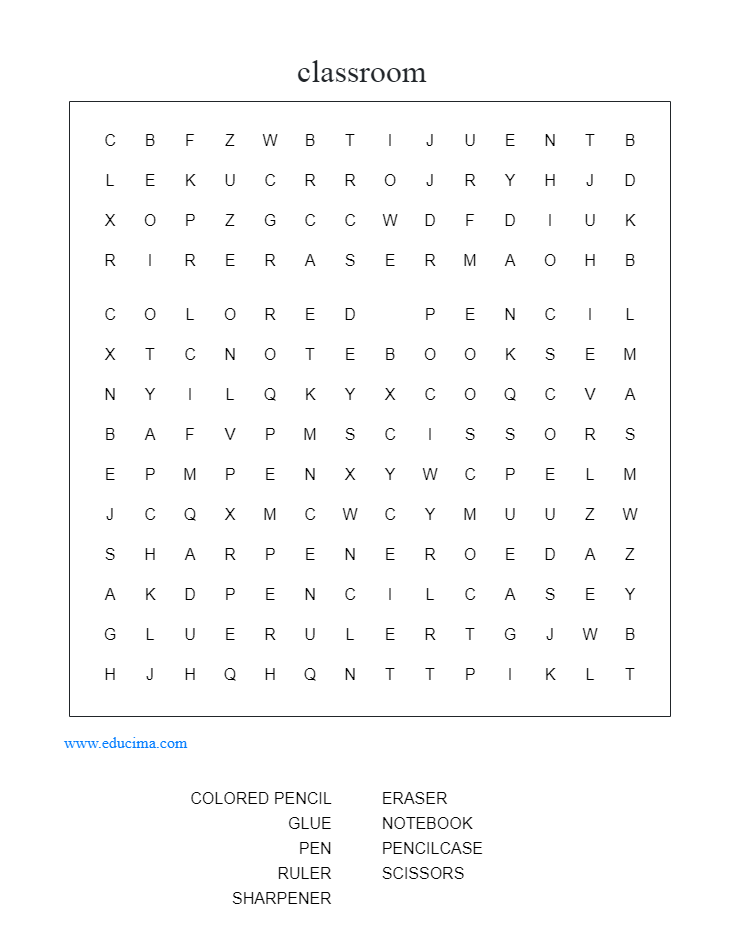 classroom
C B F Z W B T I J U E N T B
L E K U C R R O J R Y H J D
X O P Z G C C W D F D I U K
R I R E R A S E R M A O H B
C O L O R E D P E N C I L
X T C N O T E B O O K S E M
N Y I L Q K Y X C O Q C V A
B A F V P M S C I S S O R S
E P M P E N X Y W C P E L M
J C Q X M C W C Y M U U Z W
S H A R P E N E R O E D A Z
A K D P E N C I L C A S E Y
G L U E R U L E R T G J W B
H J H Q H Q N T T P I K L T
www.educima.com
COLORED PENCIL ERASER
GLUE NOTEBOOK
PEN PENCILCASE
RULER SCISSORS
SHARPENER